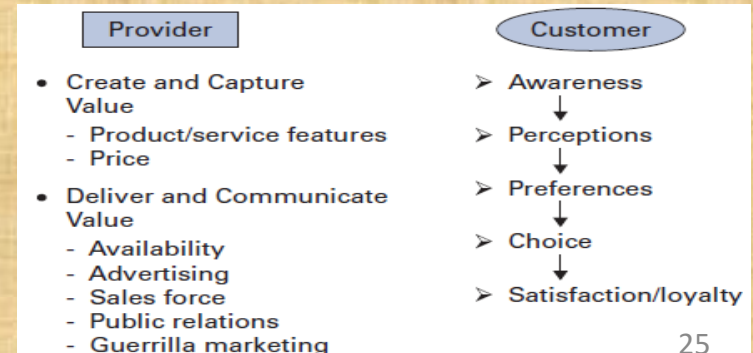 Provider
• Create and Capture
Value
- Product/service features
- Price
• Deliver and Communicate
Value
- Availability
- Advertising
- Sales force
- Public relations
- Guerrilla marketing
Customer
➢ Awareness
➢ Perceptions
➢ Preferences
➢ Choice
➢ Satisfaction/loyalty
25